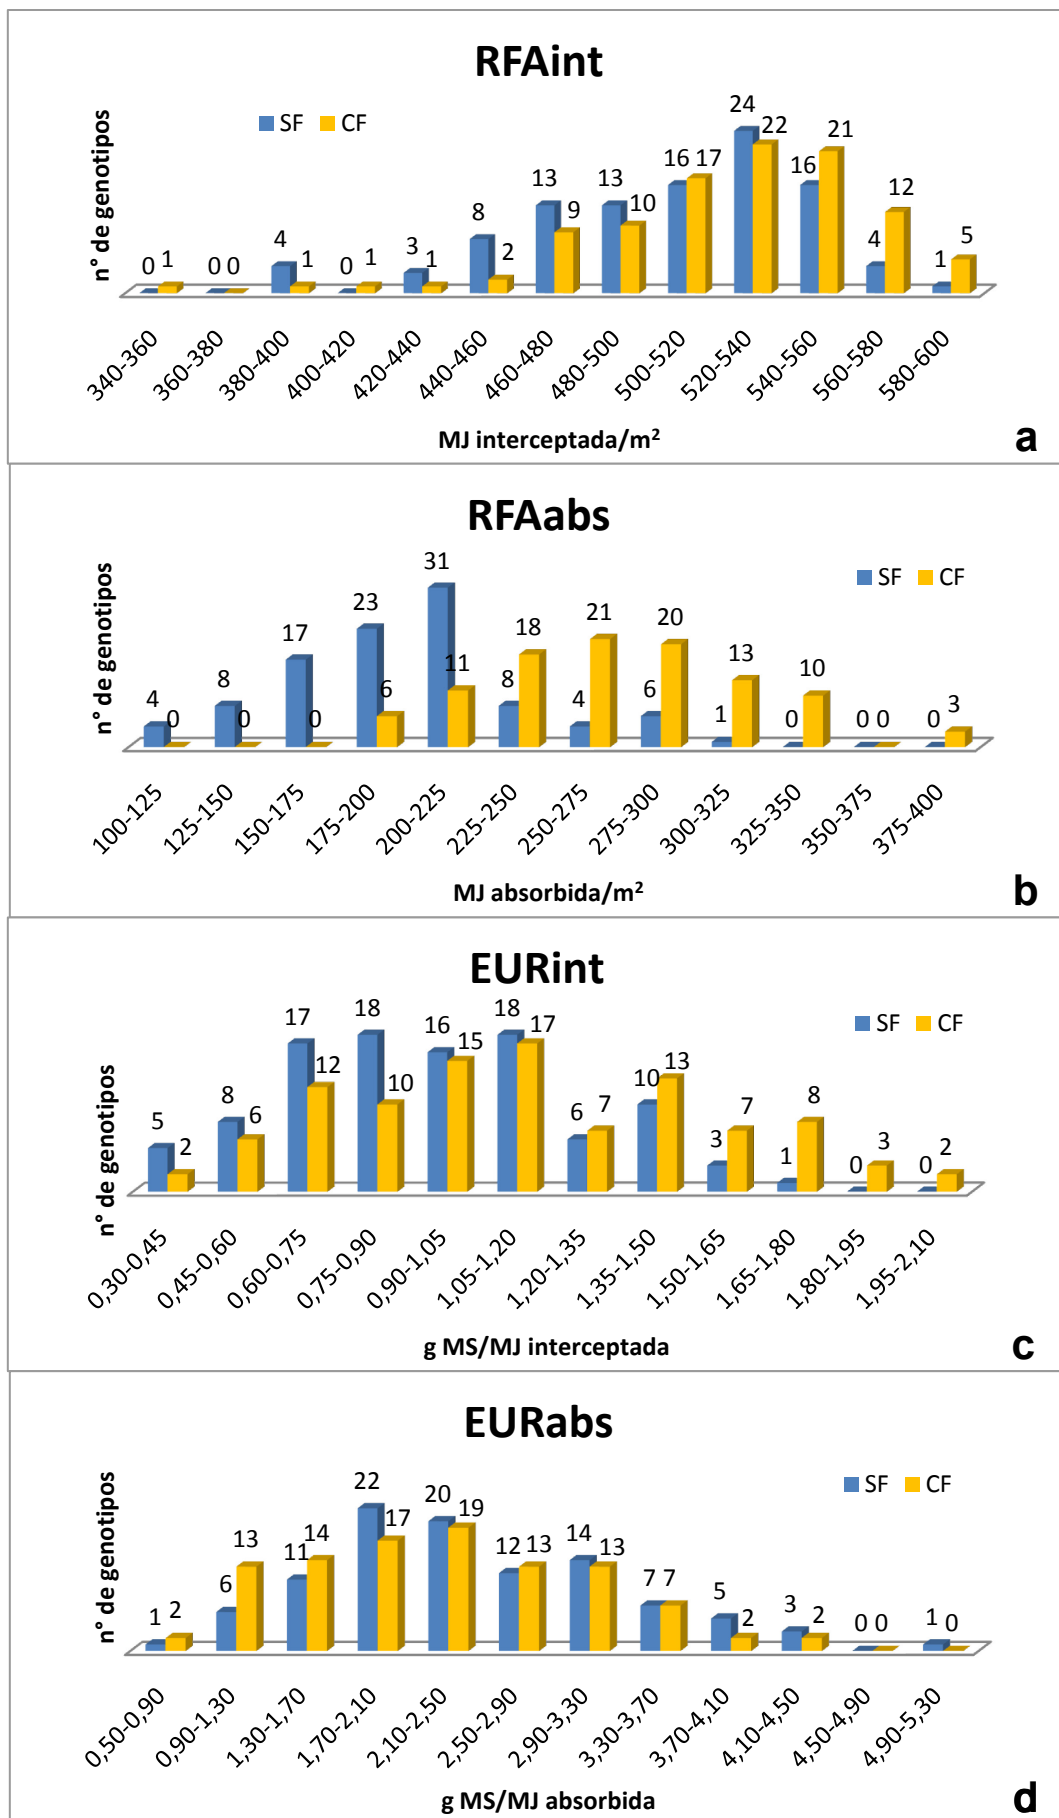 RFAint
SF CF
n° de genotipos
0 1 0 0 4 1 0 1 3 1 8 2 13 9 13 10 16 17 24 22 16 21 4 12 1 5
340-360 360-380 380-400 400-420 420-440 440-460 460-480 480-500 500-520 520-540 540-560 560-580 580-600
MJ interceptada/m²
a
RFAabs
SF CF
n° de genotipos
4 0 8 0 17 0 23 6 31 11 8 18 4 21 6 20 1 13 0 10 0 0 0 3
100-125 125-150 150-175 175-200 200-225 225-250 250-275 275-300 300-325 325-350 350-375 375-400
MJ absorbida/m²
b
EURint
SF CF
n° de genotipos
5 2 8 6 17 12 18 10 16 15 18 17 6 7 10 13 3 7 1 8 0 3 0 2
0,30-0,45 0,45-0,60 0,60-0,75 0,75-0,90 0,90-1,05 1,05-1,20 1,20-1,35 1,35-1,50 1,50-1,65 1,65-1,80 1,80-1,95 1,95-2,10
g MS/MJ interceptada
c
EURabs
SF CF
n° de genotipos
1 2 6 13 11 14 22 17 20 19 12 13 14 13 7 7 5 2 3 2 0 0 1 0
0,50-0,90 0,90-1,30 1,30-1,70 1,70-2,10 2,10-2,50 2,50-2,90 2,90-3,30 3,30-3,70 3,70-4,10 4,10-4,50 4,50-4,90 4,90-5,30
g MS/MJ absorbida
d